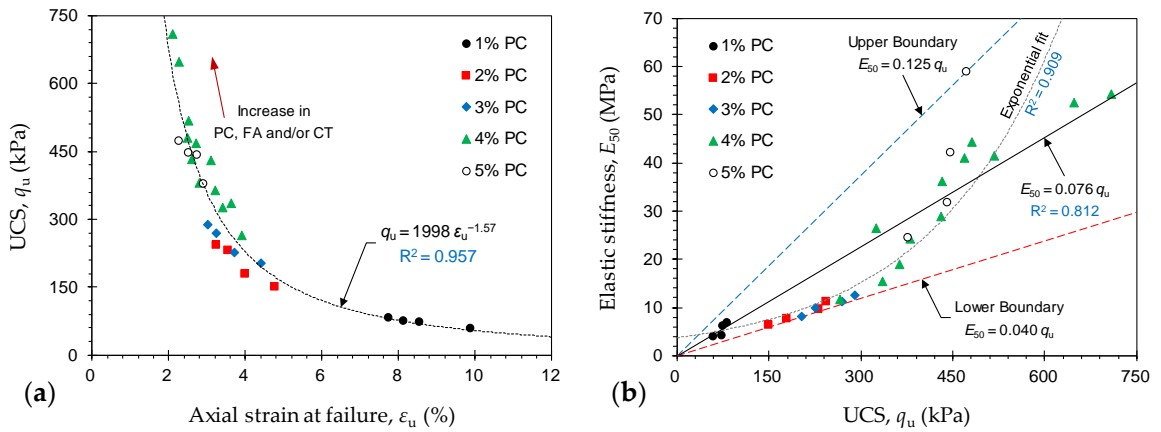 UCS, qu (kPa)
750
600
450
300
150
0
0
2
4
6
8
10
12
Axial strain at failure, εu (%)
(a)
Increase in
PC, FA and/or CT
1% PC
2% PC
3% PC
4% PC
5% PC
qu = 1998 εu−1.57
R2 = 0.957
Elastic stiffness, E50 (MPa)
70
60
50
40
30
20
10
0
0
150
300
450
600
750
UCS, qu (kPa)
(b)
1% PC
2% PC
3% PC
4% PC
5% PC
Upper Boundary
E50 = 0.125 qu
Exponential fit
R2 = 0.909
E50 = 0.076 qu
R2 = 0.812
Lower Boundary
E50 = 0.040 qu